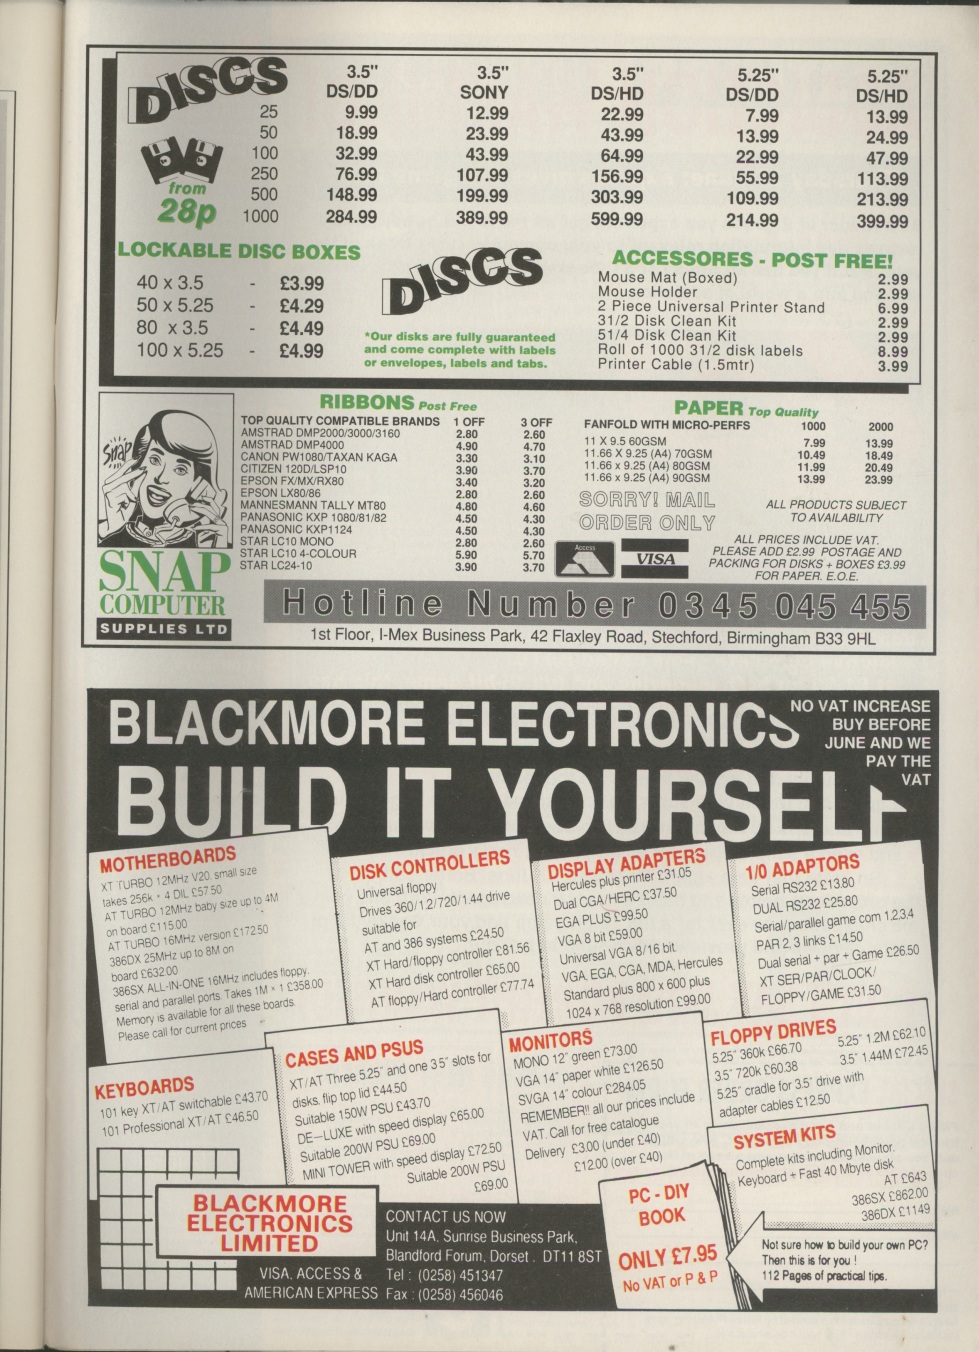 DISCS
3.5" 3.5" 3.5" 5.25" 5.25"
DS/DD SONY DS/HD DS/DD DS/HD
25 9.99 12.99 22.99 7.99 13.99
50 18.99 23.99 43.99 13.99 24.99
100 32.99 43.99 64.99 22.99 47.99
250 76.99 107.99 156.99 55.99 113.99
500 148.99 199.99 303.99 109.99 213.99
1000 284.99 389.99 599.99 214.99 399.99
from
28p
LOCKABLE DISC BOXES
40 x 3.5 - £3.99
50 x 5.25 - £4.29
80 x 3.5 - £4.49
100 x 5.25 - £4.99
DISCS
*Our disks are fully guaranteed
and come complete with labels
or envelopes, labels and tabs.
ACCESSORES - POST FREE!
Mouse Mat (Boxed) 2.99
Mouse Holder 2.99
2 Piece Universal Printer Stand 6.99
31/2 Disk Clean Kit 2.99
51/4 Disk Clean Kit 2.99
Roll of 1000 31/2 disk labels 8.99
Printer Cable (1.5mtr) 3.99
Snap
SNAP
COMPUTER
SUPPLIES LTD
RIBBONS Post Free
TOP QUALITY COMPATIBLE BRANDS 1 OFF 3 OFF
AMSTRAD DMP2000/3000/3160 2.80 2.60
AMSTRAD DMP4000 4.90 4.70
CANON PW1080/TAXAN KAGA 3.30 3.10
CITIZEN 120D/LSP10 3.90 3.70
EPSON FX/MX/RX80 3.40 3.20
EPSON LX80/86 2.80 2.60
MANNESMANN TALLY MT80 4.80 4.60
PANASONIC KXP 1080/81/82 4.50 4.30
PANASONIC KXP1124 4.50 4.30
STAR LC10 MONO 2.80 2.60
STAR LC10 4-COLOUR 5.90 5.70
STAR LC24-10 3.90 3.70
PAPER Top Quality
FANFOLD WITH MICRO-PERFS 1000 2000
11 X 9.5 60GSM 7.99 13.99
11.66 X 9.25 (A4) 70GSM 10.49 18.49
11.66 x 9.25 (A4) 80GSM 11.99 20.49
11.66 x 9.25 (A4) 90GSM 13.99 23.99
SORRY! MAIL
ORDER ONLY
ALL PRODUCTS SUBJECT
TO AVAILABILITY
Access
VISA
ALL PRICES INCLUDE VAT.
PLEASE ADD £2.99 POSTAGE AND
PACKING FOR DISKS + BOXES £3.99
FOR PAPER. E.O.E.
Hotline Number 0345 045 455
1st Floor, I-Mex Business Park, 42 Flaxley Road, Stechford, Birmingham B33 9HL
BLACKMORE ELECTRONICS
NO VAT INCREASE
BUY BEFORE
JUNE AND WE
PAY THE
VAT
BUILD IT YOURSELF
MOTHERBOARDS
XT TURBO 12MHz V20. small size
takes 256k * 4 DIL £57.50
AT TURBO 12MHz baby size up to 4M
on board £115.00
AT TURBO 16MHz version £172.50
386DX 25MHz up to 8M on
board £632.00
386SX ALL-IN-ONE 16MHz includes floppy,
serial and parallel ports. Takes 1M * 1 £358.00
Memory is available for all these boards.
Please call for current prices
DISK CONTROLLERS
Universal floppy
Drives 360/1.2/720/1.44 drive
suitable for
AT and 386 systems £24.50
XT Hard/floppy controller £81.56
XT Hard disk controller £65.00
AT floppy/Hard controller £77.74
DISPLAY ADAPTERS
Hercules plus printer £31.05
Dual CGA/HERC £37.50
EGA PLUS £99.50
VGA 8 bit £59.00
Universal VGA 8/16 bit.
VGA, EGA, CGA, MDA, Hercules
Standard plus 800 x 600 plus
1024 x 768 resolution £99.00
1/0 ADAPTORS
Serial RS232 £13.80
DUAL RS232 £25.80
Serial/parallel game com 1,2,3,4
PAR 2, 3 links £14.50
Dual serial + par + Game £26.50
XT SER/PAR/CLOCK/
FLOPPY/GAME £31.50
KEYBOARDS
101 key XT/AT switchable £43.70
101 Professional XT/AT £46.50
CASES AND PSUS
XT/AT Three 5.25" and one 3.5" slots for
disks. flip top lid £44.50
Suitable 150W PSU £43.70
DE-LUXE with speed display £65.00
Suitable 200W PSU £69.00
MINI TOWER with speed display £72.50
Suitable 200W PSU
£69.00
MONITORS
MONO 12" green £73.00
VGA 14" paper white £126.50
SVGA 14" colour £284.05
REMEMBER!! all our prices include
VAT. Call for free catalogue
Delivery £3.00 (under £40)
£12.00 (over £40)
FLOPPY DRIVES
5.25" 360k £66.70 5.25" 1.2M £62.10
3.5" 720k £60.38 3.5" 1.44M £72.45
5.25" cradle for 3.5" drive with
adapter cables £12.50
SYSTEM KITS
Complete kits including Monitor.
Keyboard + Fast 40 Mbyte disk
AT £643
386SX £862.00
386DX £1149
BLACKMORE
ELECTRONICS
LIMITED
VISA, ACCESS &
AMERICAN EXPRESS
CONTACT US NOW
Unit 14A, Sunrise Business Park,
Blandford Forum, Dorset . DT11 8ST
Tel : (0258) 451347
Fax : (0258) 456046
PC - DIY
BOOK
ONLY £7.95
No VAT or P & P
Not sure how to build your own PC?
Then this is for you !
112 Pages of practical tips.